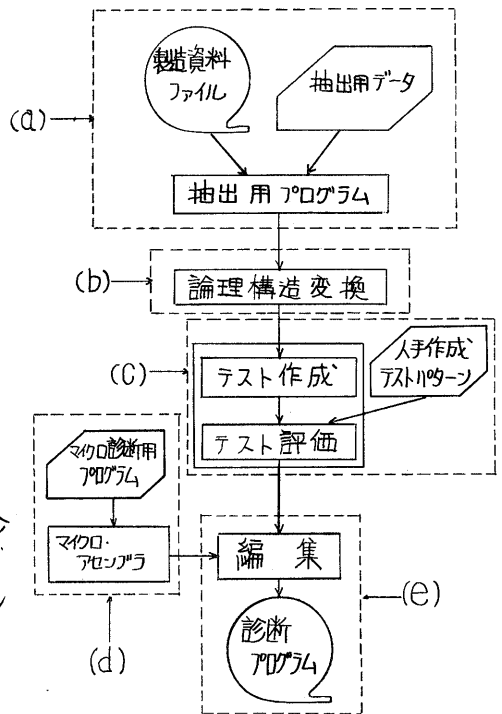 製造資料
ファイル
抽出用データ
(a)
抽出用プログラム
(b)
論理構造変換
(c)
テスト作成
人手作成
テストパターン
テスト評価
マイクロ診断用
プログラム
マイクロ・
アセンブラ
編集
(d)
(e)
診断
プログラム